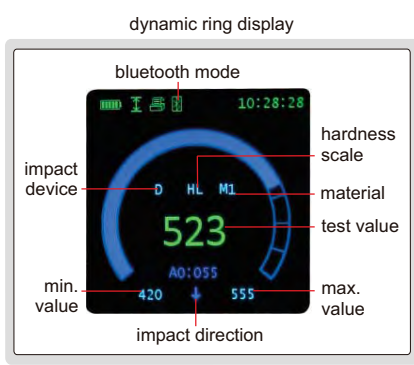 dynamic ring display
bluetooth mode
10:28:28
hardness
scale
impact
device
D HL M1
material
523
test value
A0:055
min.
value
420
555
max.
value
impact direction